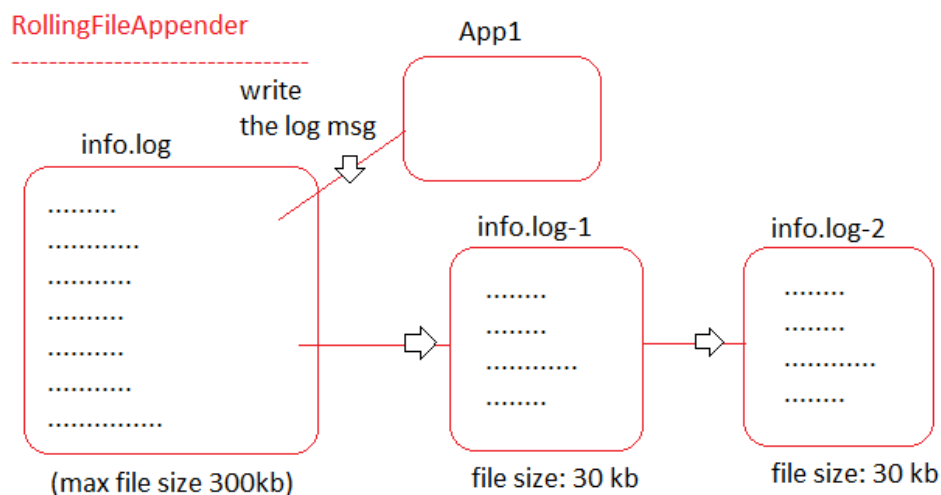 RollingFileAppender
------------------------------
App1
write
the log msg
info.log
.........
............
...........
..........
..........
...........
...............
(max file size 300kb)
info.log-1
........
........
............
........
file size: 30 kb
info.log-2
........
........
............
........
file size: 30 kb